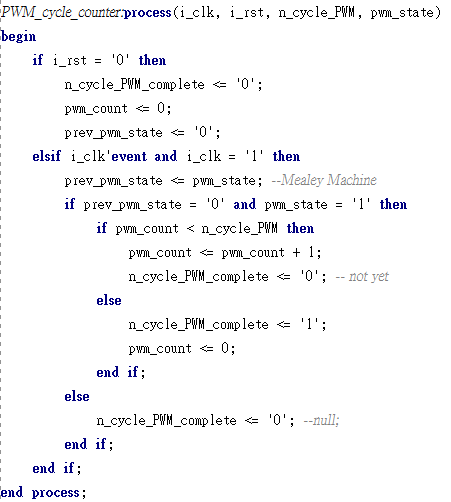 PWM_cycle_counter:process(i_clk, i_rst, n_cycle_PWM, pwm_state)
begin
    if i_rst = '0' then
        n_cycle_PWM_complete <= '0';
        pwm_count <= 0;
        prev_pwm_state <= '0';
    elsif i_clk'event and i_clk = '1' then
        prev_pwm_state <= pwm_state; --Mealey Machine
        if prev_pwm_state = '0' and pwm_state = '1' then
            if pwm_count < n_cycle_PWM then
                pwm_count <= pwm_count + 1;
                n_cycle_PWM_complete <= '0'; -- not yet
            else
                n_cycle_PWM_complete <= '1';
                pwm_count <= 0;
            end if;
        else
            n_cycle_PWM_complete <= '0'; --null;
        end if;
    end if;
end process;